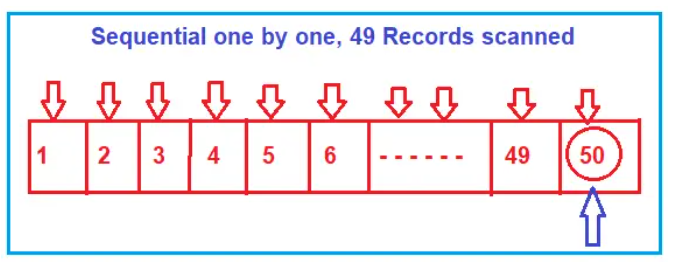 Sequential one by one, 49 Records scanned
1 2 3 4 5 6 - - - - - - 49 50